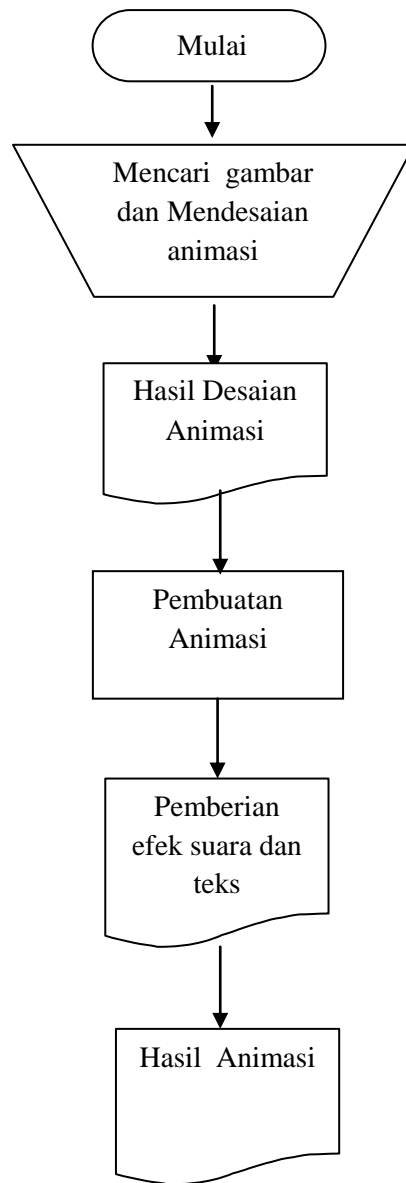 Mulai
Mencari gambar
dan Mendesaian
animasi
Hasil Desaian
Animasi
Pembuatan
Animasi
Pemberian
efek suara dan
teks
Hasil Animasi